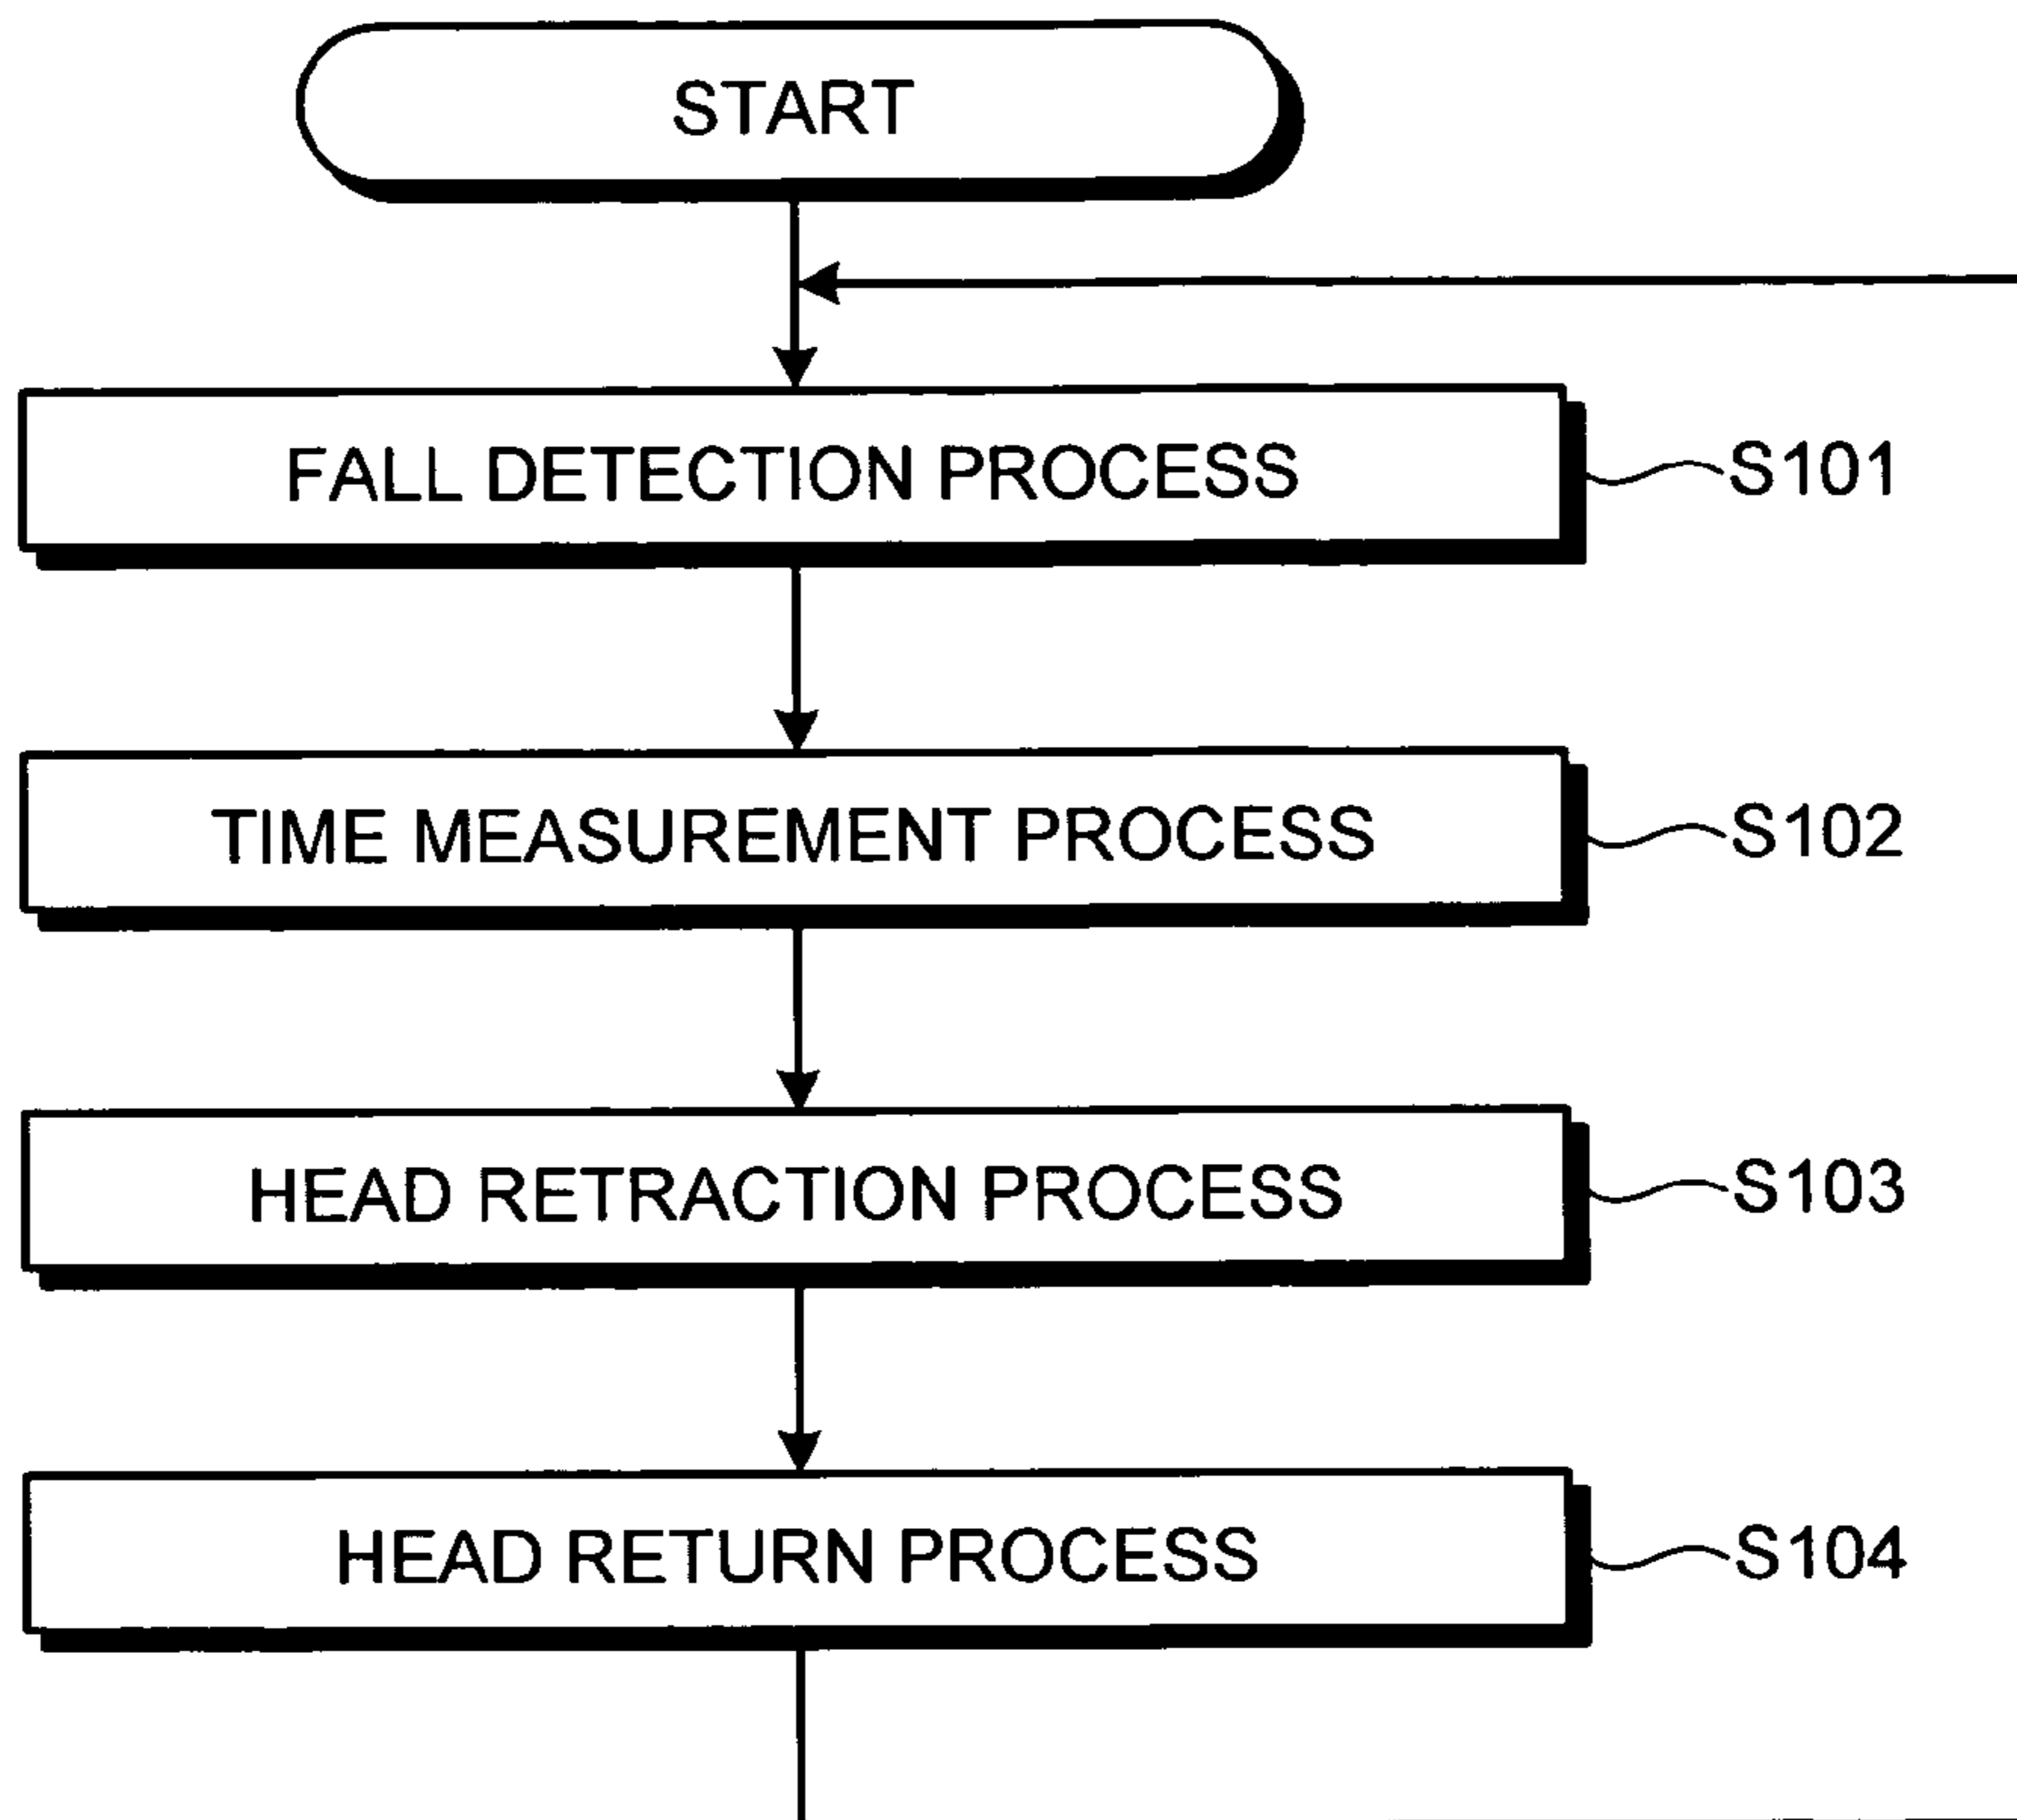 START
FALL DETECTION PROCESS
S101
TIME MEASUREMENT PROCESS
S102
HEAD RETRACTION PROCESS
S103
HEAD RETURN PROCESS
S104